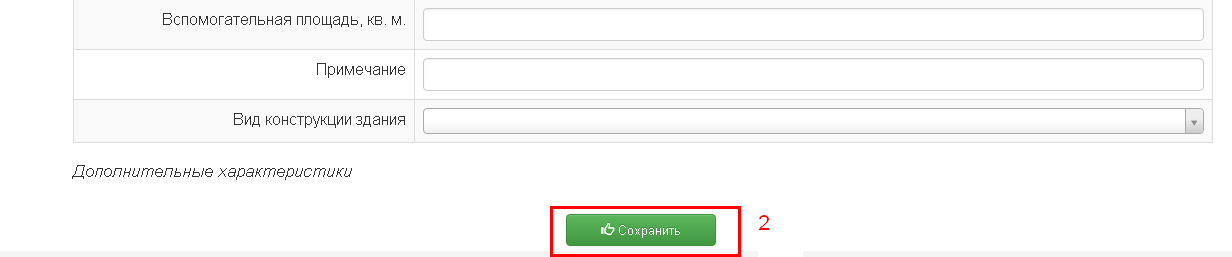 Вспомогательная площадь, кв. м.
Примечание
Вид конструкции здания
Дополнительные характеристики
Сохранить 2